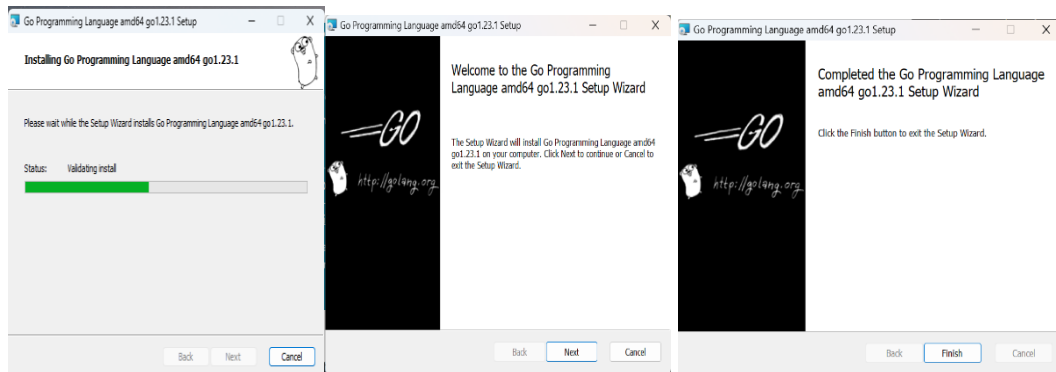 Go Programming Language amd64 go1.23.1 Setup
Installing Go Programming Language amd64 go1.23.1
Please wait while the Setup Wizard installs Go Programming Language amd64 go1.23.1.
Status: Validating install
Back Next Cancel
Go Programming Language amd64 go1.23.1 Setup
Welcome to the Go Programming
Language amd64 go1.23.1 Setup Wizard
The Setup Wizard will install Go Programming Language amd64
go1.23.1 on your computer. Click Next to continue or Cancel to
exit the Setup Wizard.
GO
http://golang.org
Back Next Cancel
Go Programming Language amd64 go1.23.1 Setup
Completed the Go Programming Language
amd64 go1.23.1 Setup Wizard
Click the Finish button to exit the Setup Wizard.
GO
http://golang.org
Back Finish Cancel